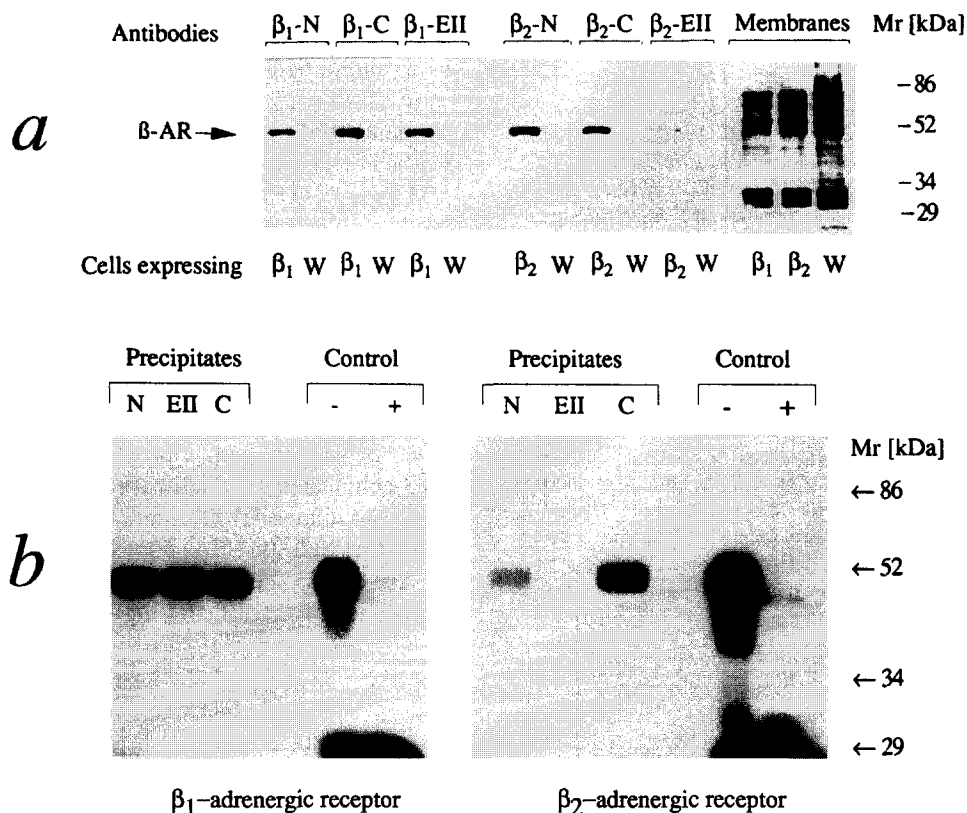 Antibodies β₁-N β₁-C β₁-EII β₂-N β₂-C β₂-EII Membranes Mr [kDa]
a
ß-AR
-86
-52
-34
-29
Cells expressing β₁ W β₁ W β₁ W β₂ W β₂ W β₂ W β₁ β₂ W
Precipitates Control Precipitates Control
N EII C - + N EII C - +
Mr [kDa]
b
←86
←52
←34
←29
β₁-adrenergic receptor β₂-adrenergic receptor